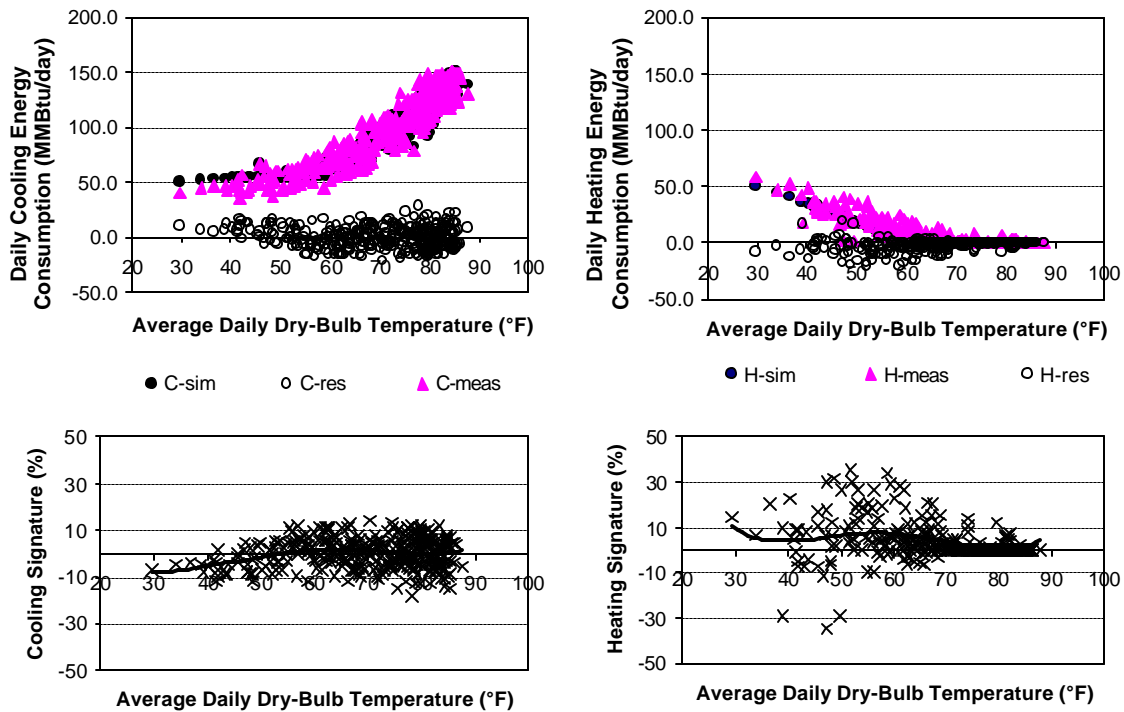 200.0
150.0
100.0
50.0
0.0
-50.0
20 30 40 50 60 70 80 90 100
Daily Cooling Energy
Consumption (MMBtu/day)
Average Daily Dry-Bulb Temperature (°F)
C-sim C-res C-meas
200.0
150.0
100.0
50.0
0.0
-50.0
20 30 40 50 60 70 80 90 100
Daily Heating Energy
Consumption (MMBtu/day)
Average Daily Dry-Bulb Temperature (°F)
H-sim H-meas H-res
50
30
10
-10
-30
-50
20 30 40 50 60 70 80 90 100
Cooling Signature (%)
Average Daily Dry-Bulb Temperature (°F)
50
30
10
-10
-30
-50
20 30 40 50 60 70 80 90 100
Heating Signature (%)
Average Daily Dry-Bulb Temperature (°F)